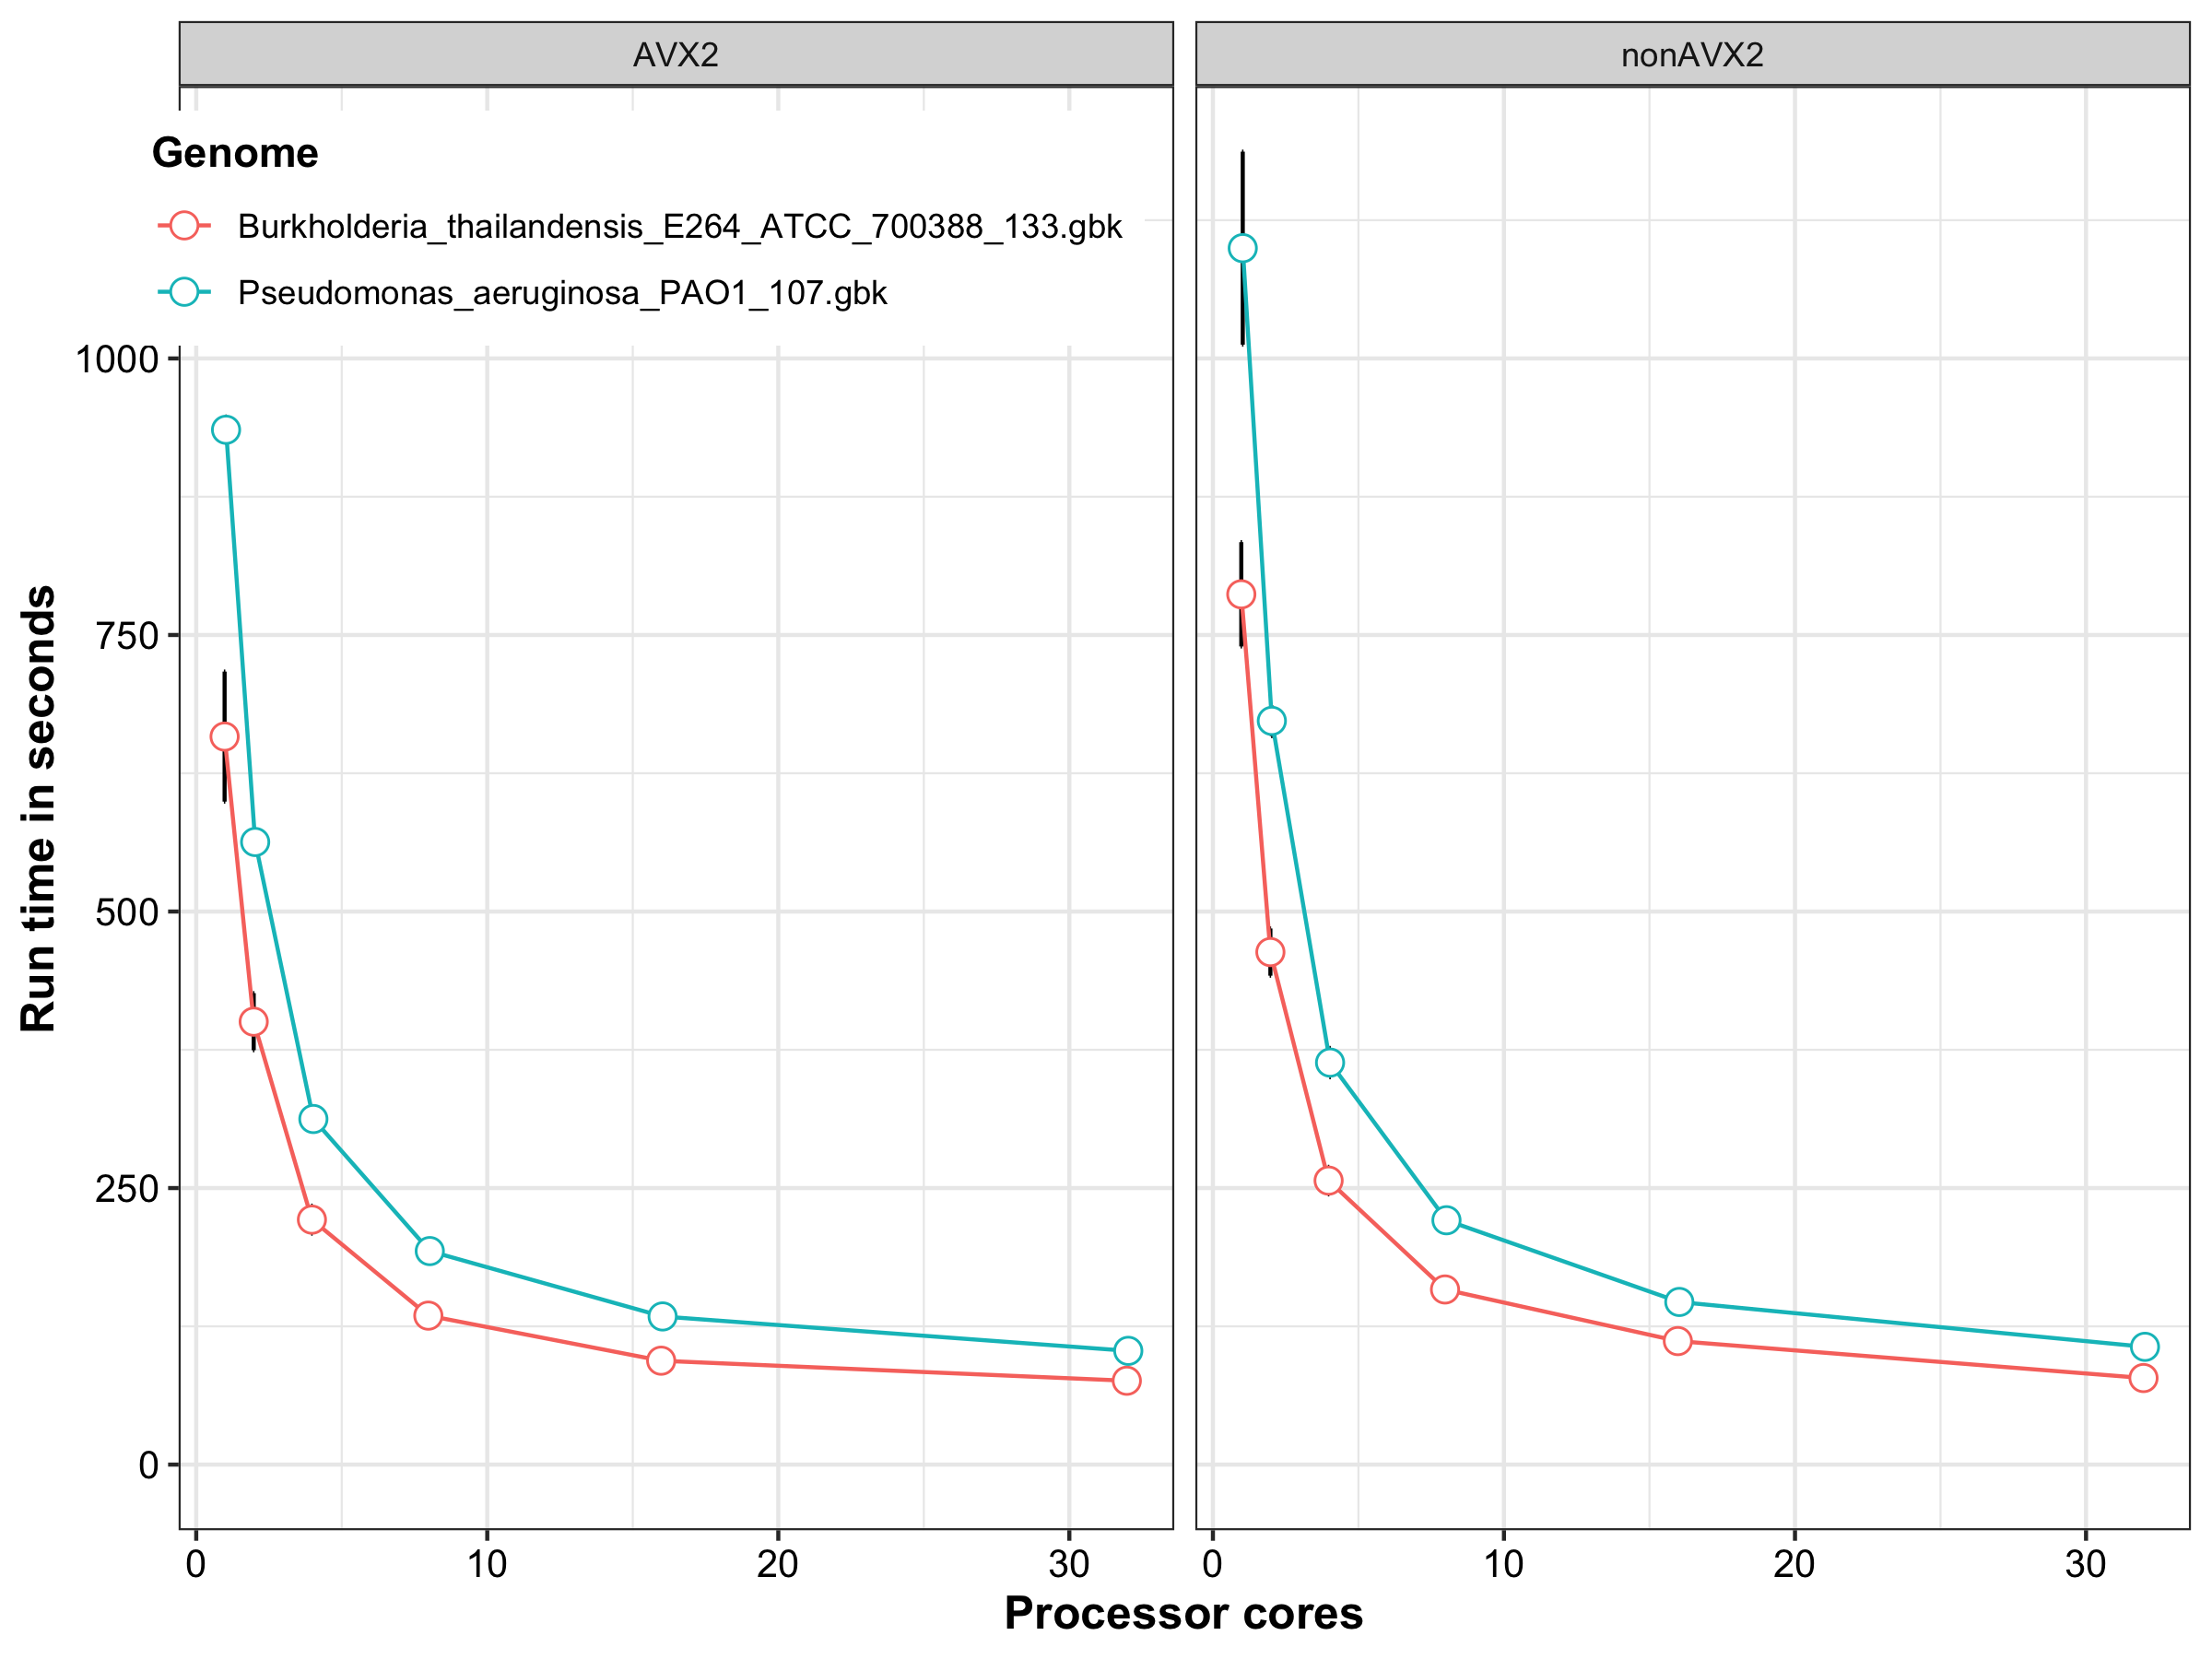 AVX2
nonAVX2
Genome
Burkholderia_thailandensis_E264_ATCC_700388_133.gbk
Pseudomonas_aeruginosa_PAO1_107.gbk
Run time in seconds
1000
750
500
250
0
0 10 20 30
0 10 20 30
Processor cores